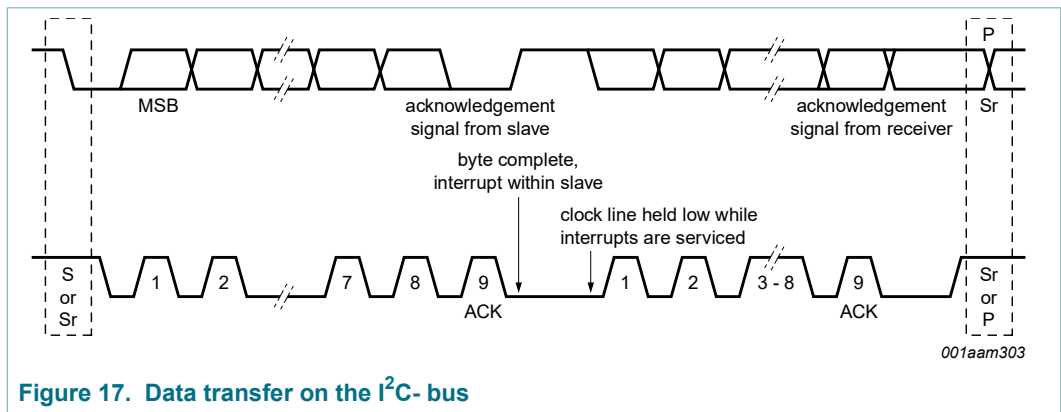 P
MSB
acknowledgement
signal from slave
acknowledgement
signal from receiver
Sr
byte complete,
interrupt within slave
clock line held low while
interrupts are serviced
S
or
Sr
1
2
7
8
9
ACK
1
2
3 - 8
9
ACK
Sr
or
P
001aam303
Figure 17. Data transfer on the I²C- bus